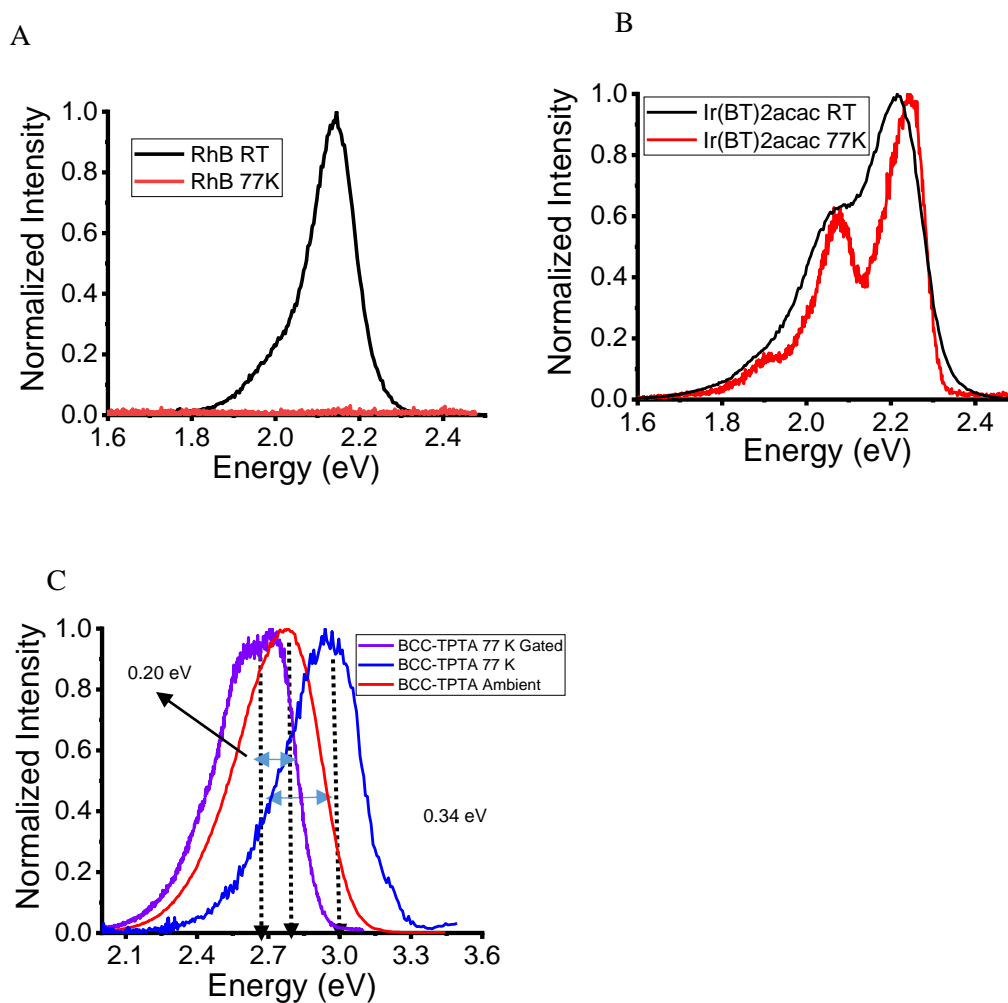 A
Normalized Intensity
1.0
0.8
0.6
0.4
0.2
0.0
RhB RT
RhB 77K
1.6 2.0 2.2 2.4
Energy (eV)
B
Normalized Intensity
1.0
0.8
0.6
0.4
0.2
0.0
Ir(BT)2acac RT
Ir(BT)2acac 77K
1.6 2.0 2.2 2.4
Energy (eV)
C
Normalized Intensity
1.0
0.8
0.6
0.4
0.2
0.0
BCC-TPTA 77 K Gated
BCC-TPTA 77 K
BCC-TPTA Ambient
0.20 eV
0.34 eV
2.1 2.4 2.7 3.0 3.3 3.6
Energy (eV)